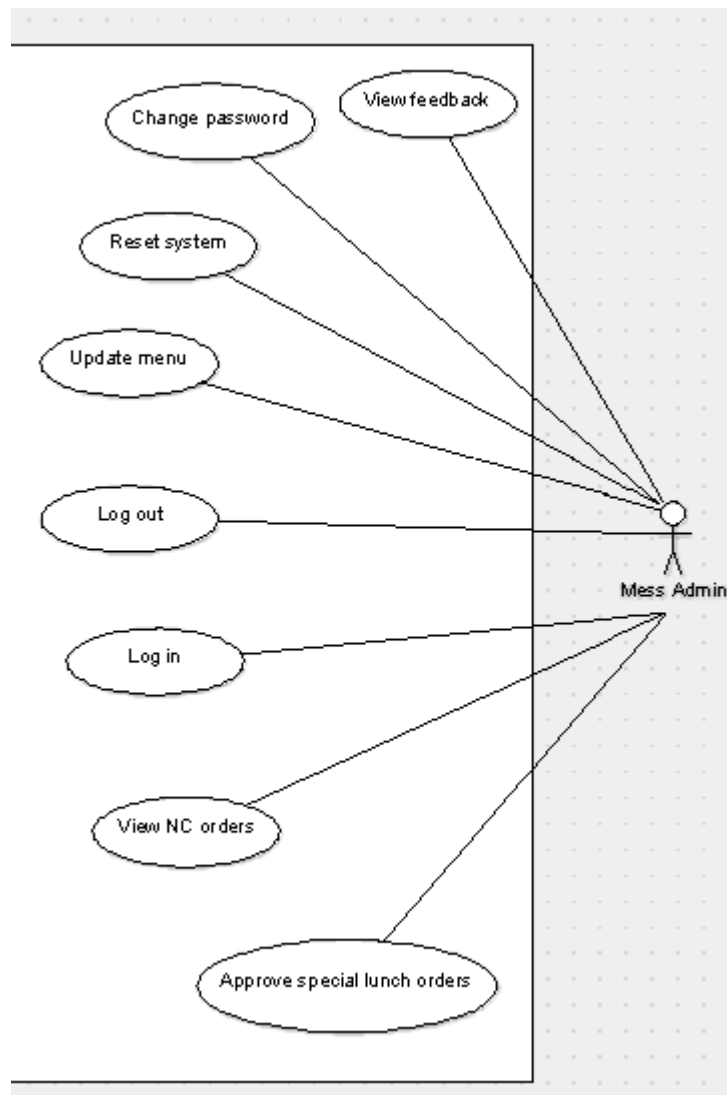 View feedback
Change password
Reset system
Update menu
Log out
Mess Admin
Log in
View NC orders
Approve special lunch orders